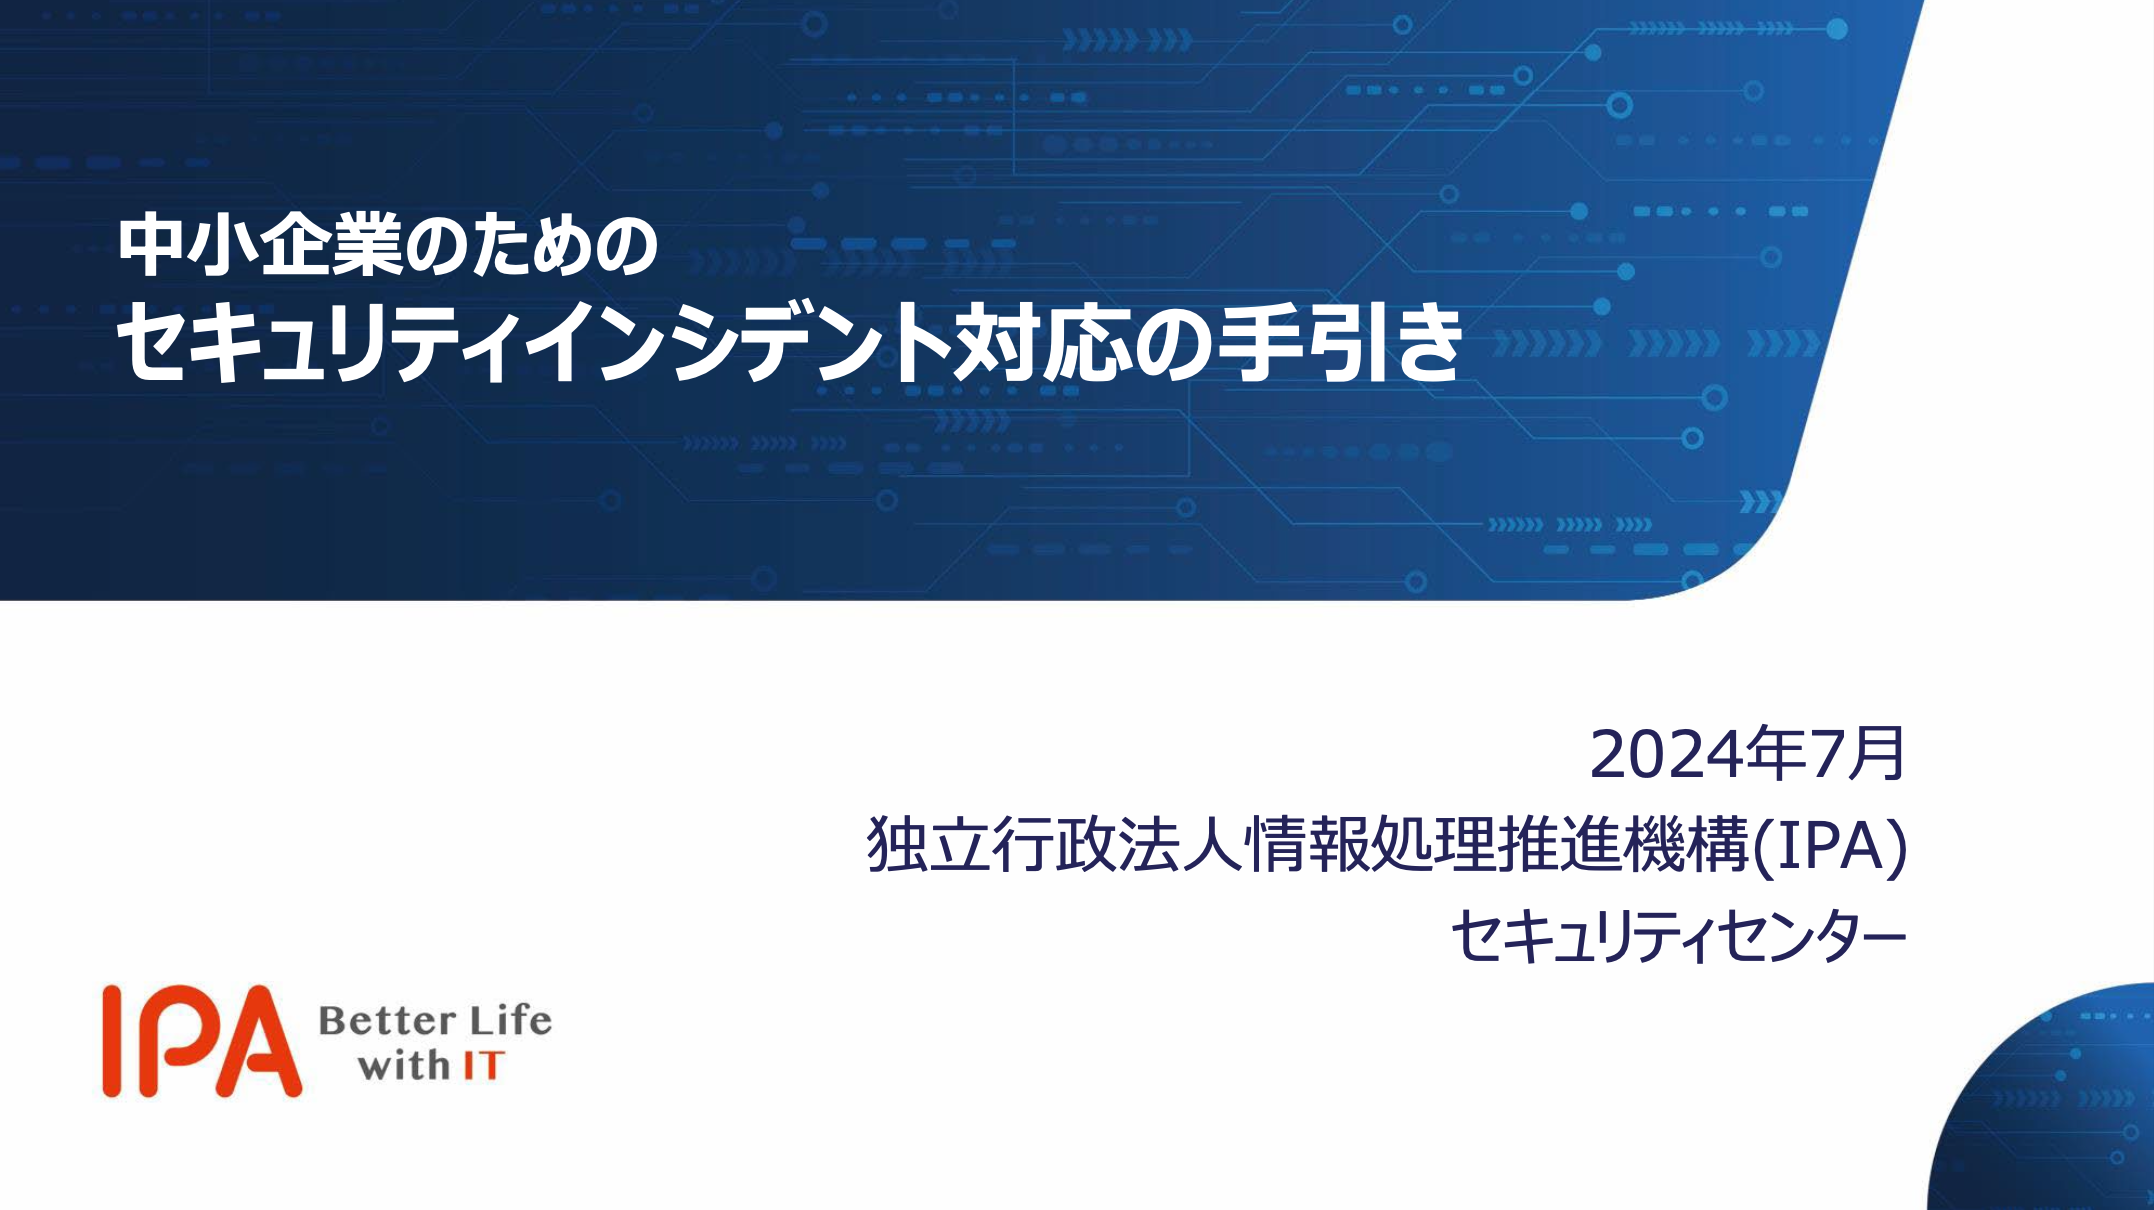 中小企業のための
セキュリティインシデント対応の手引き
2024年7月
独立行政法人情報処理推進機構(IPA)
セキュリティセンター
IPA
Better Life
with IT